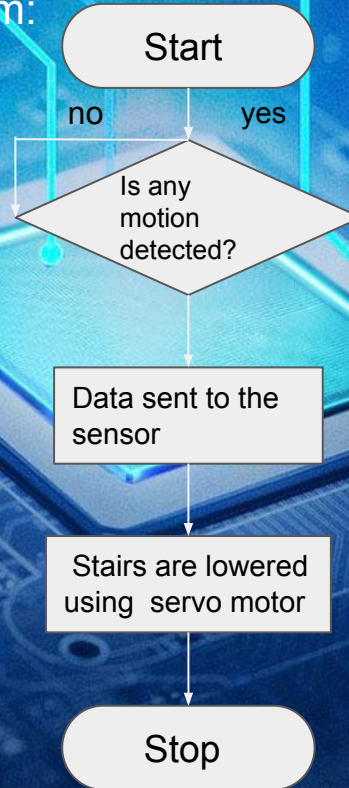 m:
Start
no yes
Is any
motion
detected?
Data sent to the
sensor
Stairs are lowered
using servo motor
Stop